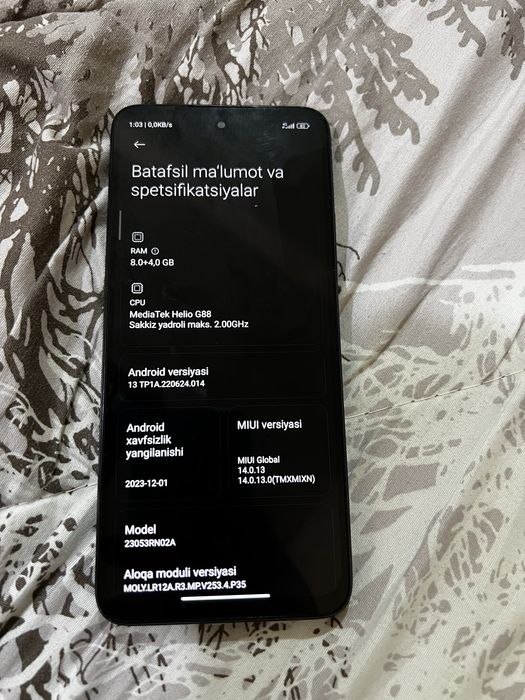 1:03 | 0,0KB/s
Batafsil ma'lumot va
spetsifikatsiyalar
RAM
8.0+4,0 GB
CPU
MediaTek Helio G88
Sakkiz yadroli maks. 2.00GHz
Android versiyasi
13 TP1A.220624.014
Android
xavfsizlik
yangilanishi
2023-12-01
MIUI versiyasi
MIUI Global
14.0.13
14.0.13.0(TMXMIXN)
Model
23053RN02A
Aloqa moduli versiyasi
MOLY.LR12A.R3.MP.V253.4.P35